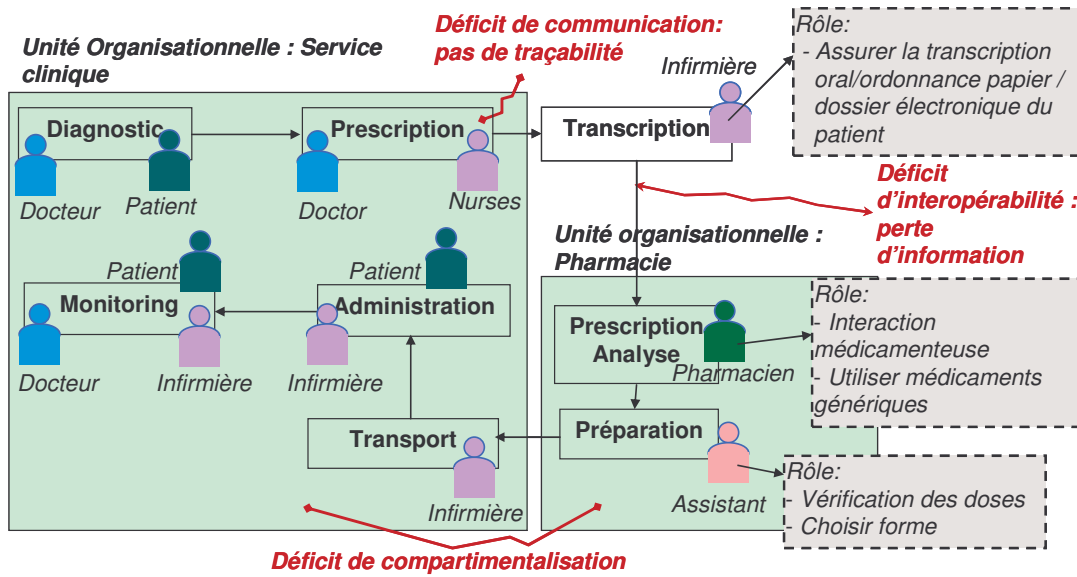 Unité Organisationnelle : Service
clinique
Déficit de communication:
pas de traçabilité
Infirmière
Rôle:
- Assurer la transcription
oral/ordonnance papier /
dossier électronique du
patient
Diagnostic
Prescription
Transcription
Docteur
Patient
Doctor
Nurses
Déficit
d'interopérabilité :
perte
d'information
Unité organisationnelle :
Pharmacie
Patient
Patient
Monitoring
Administration
Docteur
Infirmière
Infirmière
Prescription
Analyse
Pharmacien
Rôle:
- Interaction
médicamenteuse
- Utiliser médicaments
génériques
Transport
Préparation
Infirmière
Assistant
Rôle:
- Vérification des doses
- Choisir forme
Déficit de compartimentalisation